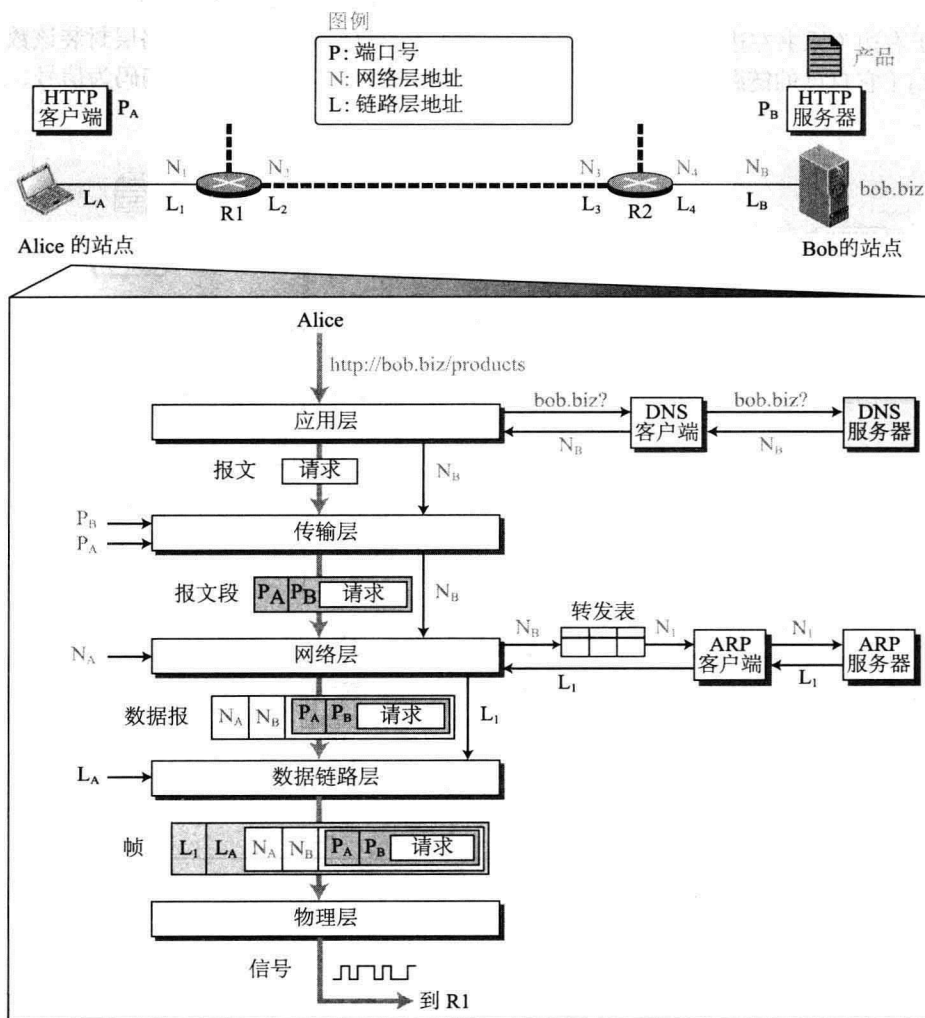 图例
P: 端口号
N: 网络层地址
L: 链路层地址
产品
HTTP
客户端
P_A
P_B
HTTP
服务器
N_1
N_2
N_3
N_4
N_B
bob.biz
L_A
L_1
R1
L_2
L_3
R2
L_4
L_B
Alice 的站点
Bob的站点
Alice
http://bob.biz/products
应用层
bob.biz?
N_B
DNS
客户端
bob.biz?
N_B
DNS
服务器
报文
请求
N_B
P_B
P_A
传输层
报文段
P_A P_B 请求
N_B
N_A
网络层
N_B
转发表
N_1
L_1
ARP
客户端
N_1
L_1
ARP
服务器
数据报
N_A N_B P_A P_B 请求
L_1
L_A
数据链路层
帧
L_1 L_A N_A N_B P_A P_B 请求
物理层
信号
到 R1